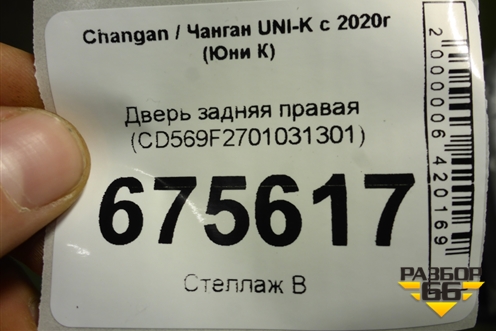 Changan / Чанган UNI-K с 2020г
(Юни К)
Дверь задняя правая
(CD569F2701031301)
675617
Стеллаж В
2000006420169
РАЗБОР
66